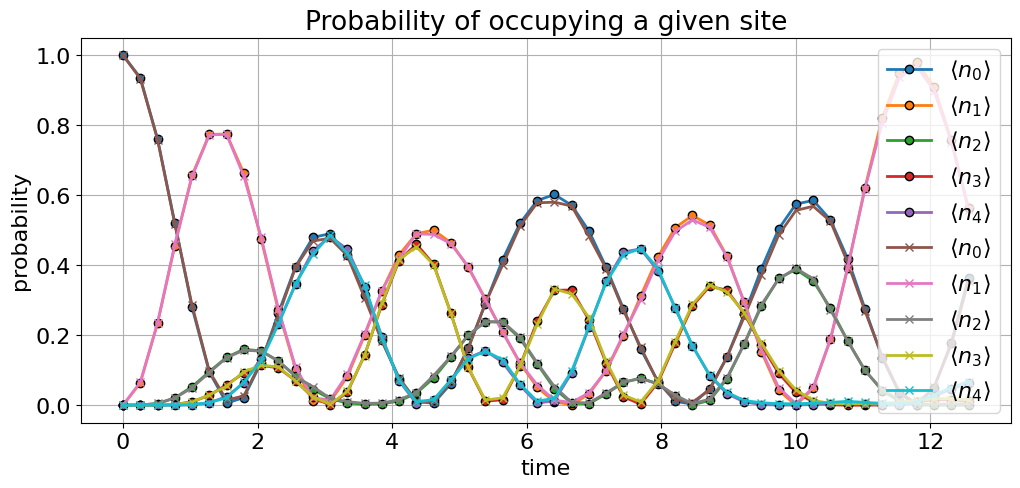 Probability of occupying a given site
probability
1.0
0.8
0.6
0.4
0.2
0.0
0 2 4 6 8 10 12
time
⟨n₀⟩
⟨n₁⟩
⟨n₂⟩
⟨n₃⟩
⟨n₄⟩
⟨n₀⟩
⟨n₁⟩
⟨n₂⟩
⟨n₃⟩
⟨n₄⟩